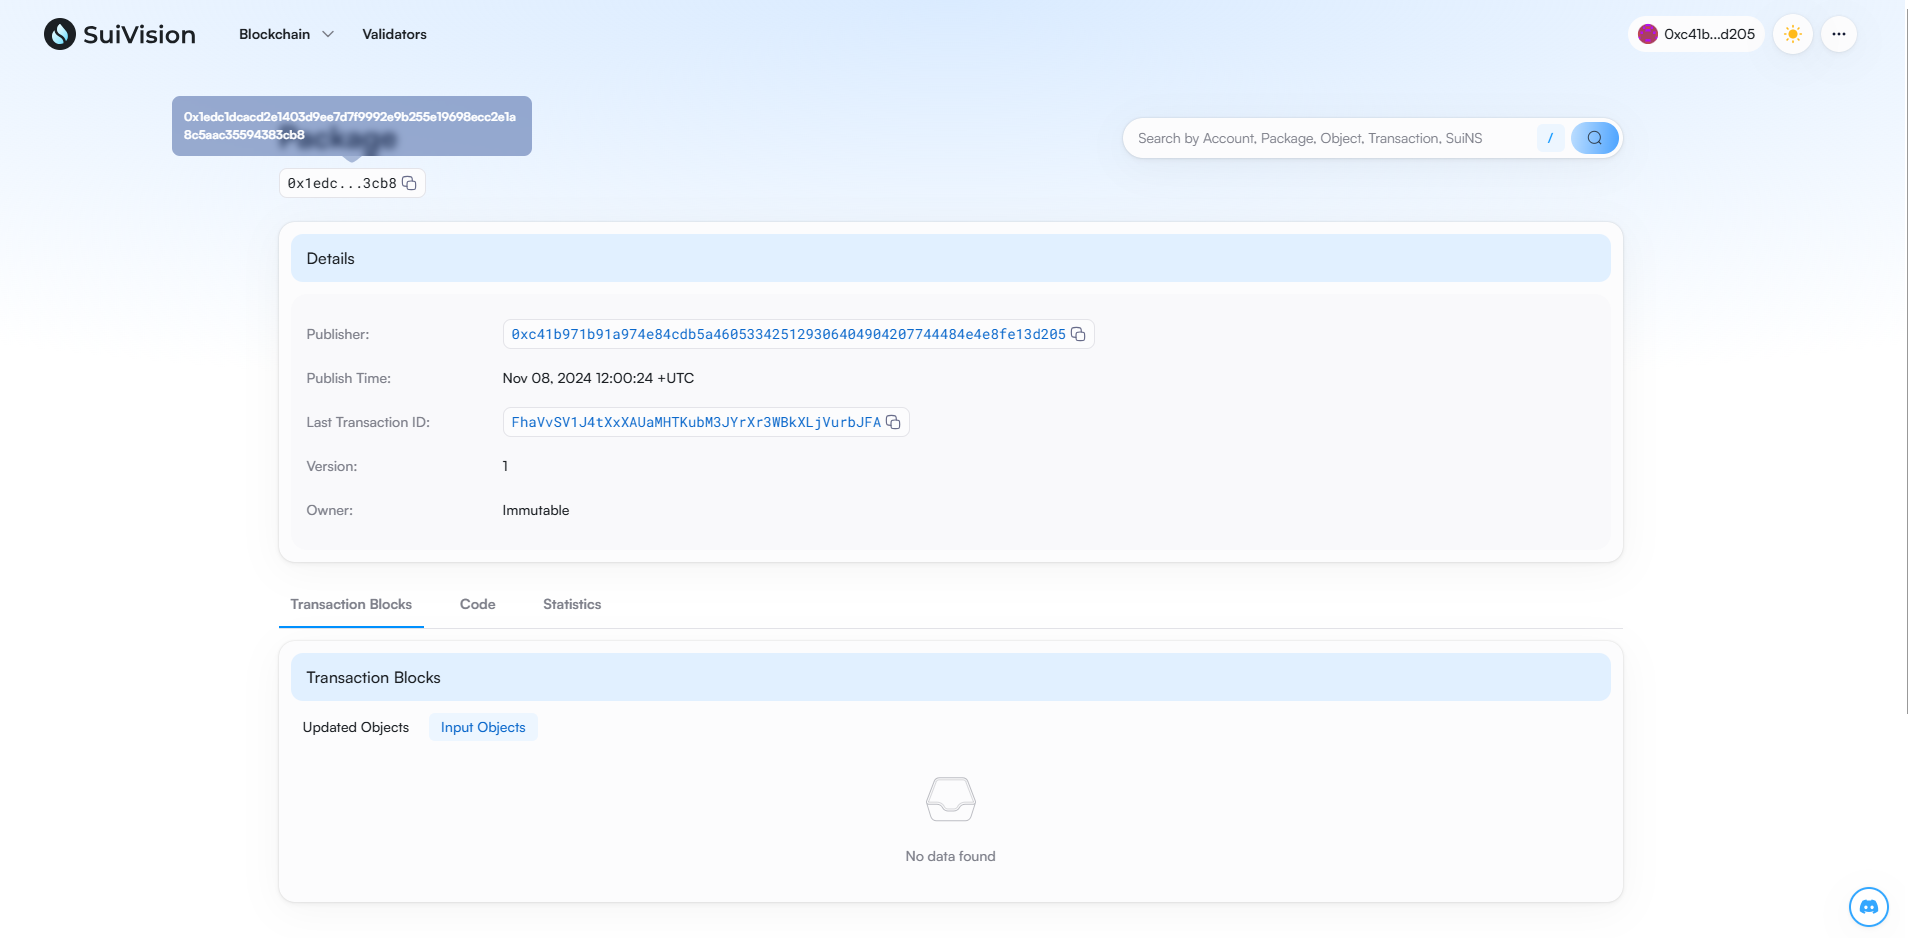 SuiVision
Blockchain
Validators
0xc41b...d205
0x1edc1dcacd2e1403d9ee7d7f9992e9b255e19698ecc2e1a
8c5aac35594383cb8
Package
Search by Account, Package, Object, Transaction, SuiNS
/
0x1edc...3cb8
Details
Publisher:
0xc41b971b91a974e84cdb5a460533425129306404904207744484e4e8fe13d205
Publish Time:
Nov 08, 2024 12:00:24 +UTC
Last Transaction ID:
FhaVvSV1J4tXxXAUaMHTKubM3JYrXr3WBkXLjVurbJFA
Version:
1
Owner:
Immutable
Transaction Blocks
Code
Statistics
Transaction Blocks
Updated Objects
Input Objects
No data found